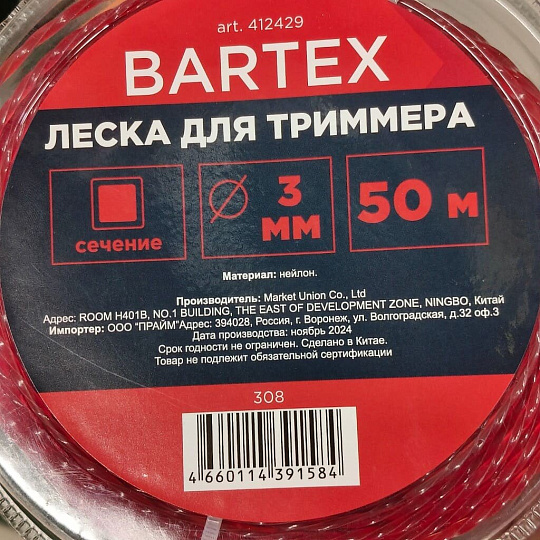 art. 412429
BARTEX
ЛЕСКА ДЛЯ ТРИММЕРА
сечение
3 мм
50 м
Материал: нейлон.
Производитель: Market Union Co., Ltd
Адрес: ROOM H401B, NO.1 BUILDING, THE EAST OF DEVELOPMENT ZONE, NINGBO, Китай
Импортер: ООО "ПРАЙМ"Адрес: 394028, Россия, г. Воронеж, ул. Волгоградская, д.32 оф.3
Дата производства: ноябрь 2024
Срок годности не ограничен. Сделано в Китае.
Товар не подлежит обязательной сертификации
308
4 660114 391584